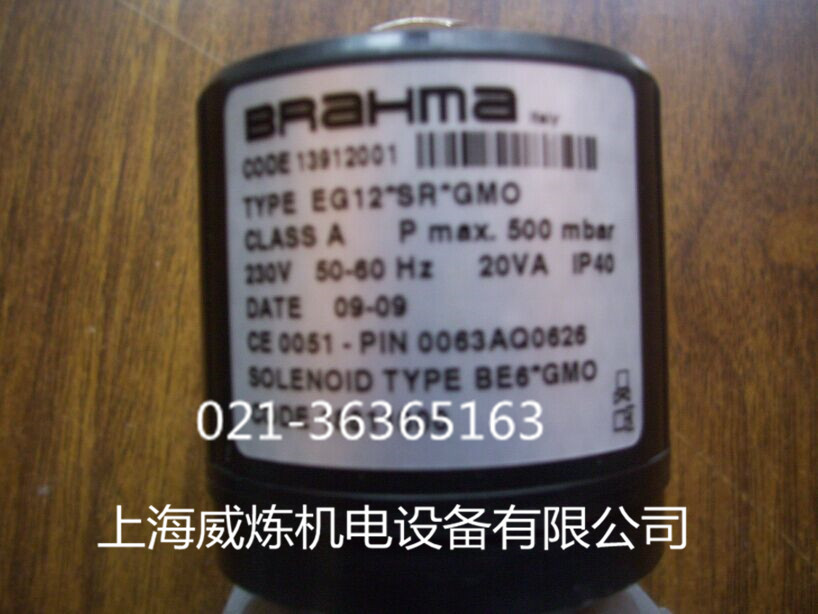 BRAHMA Italy
CODE 13912001
TYPE EG12*SR*GMO
CLASS A P max. 500 mbar
230V 50-60 Hz 20VA IP40
DATE 09-09
CE 0051 - PIN 0063AQ0626
SOLENOID TYPE BE6*GMO
CODE
021-36365163
上海威炼机电设备有限公司